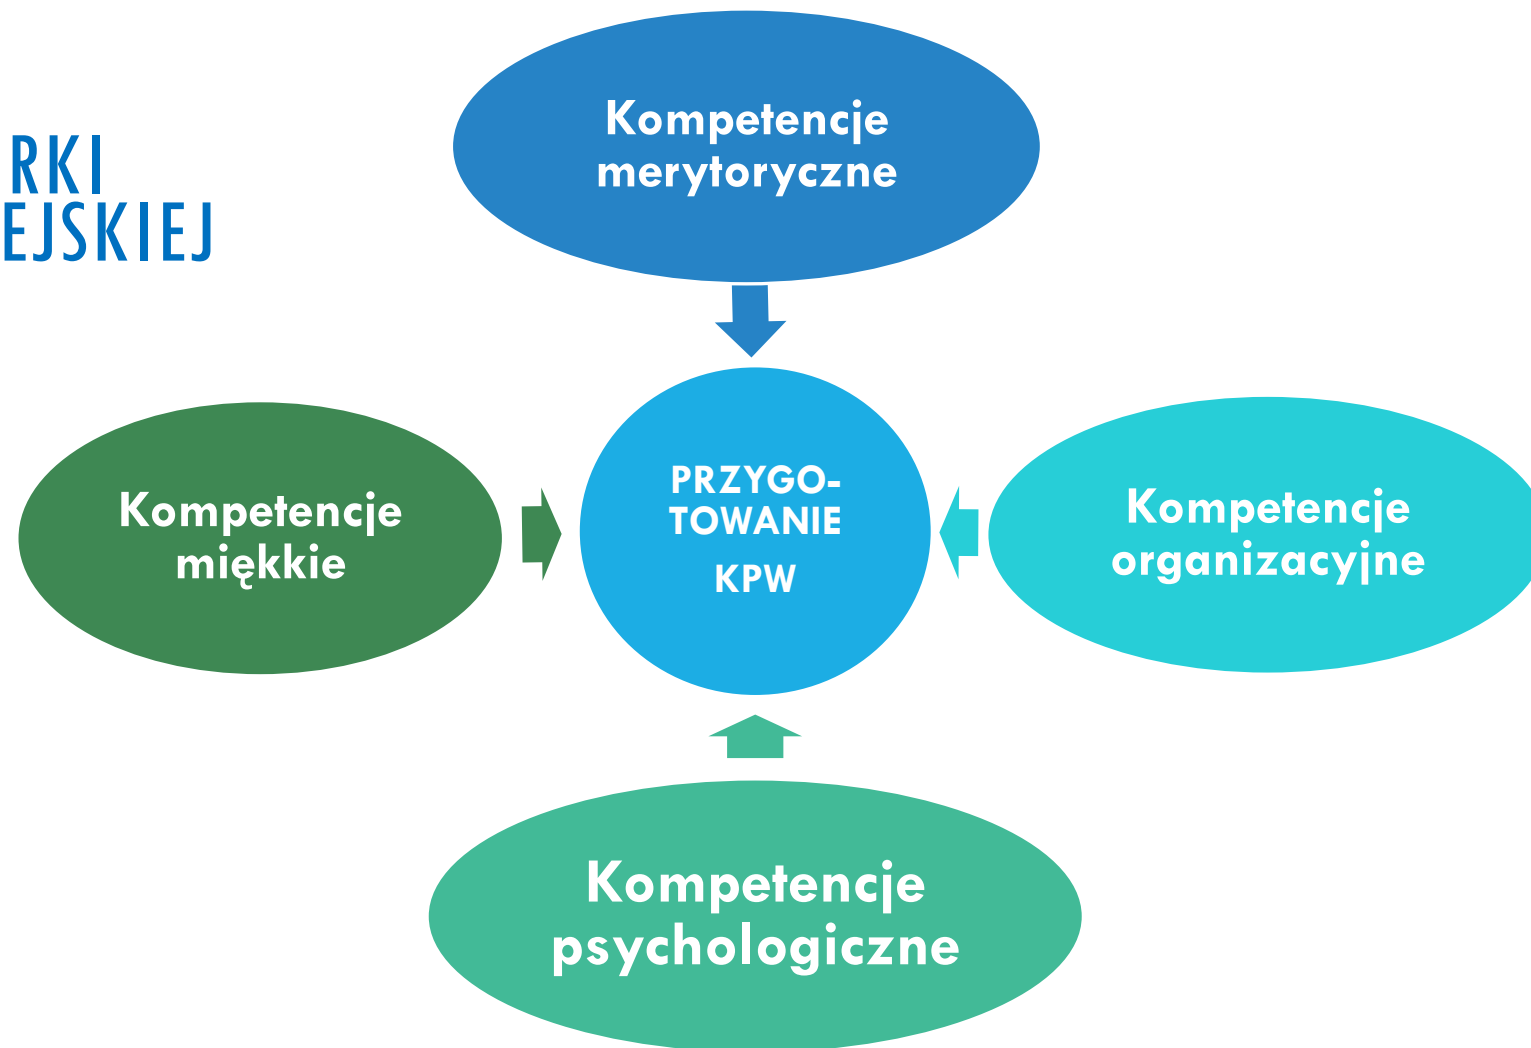 Kompetencje
merytoryczne
RKI
EJSKIEJ
Kompetencje
miękkie
PRZYGO-
TOWANIE
KPW
Kompetencje
organizacyjne
Kompetencje
psychologiczne